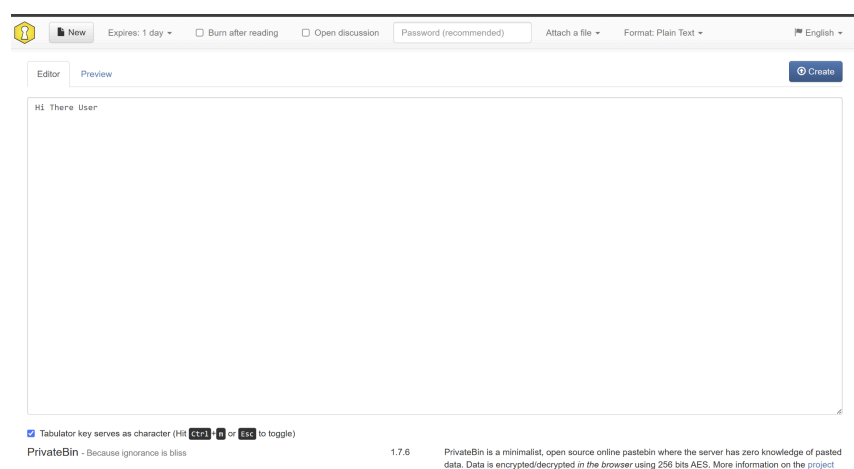 New Expires: 1 day Burn after reading Open discussion Password (recommended) Attach a file Format: Plain Text English
Editor Preview Create
Hi There User
Tabulator key serves as character (Hit Ctrl+m or Esc to toggle)
PrivateBin - Because ignorance is bliss 1.7.6 PrivateBin is a minimalist, open source online pastebin where the server has zero knowledge of pasted
data. Data is encrypted/decrypted in the browser using 256 bits AES. More information on the project